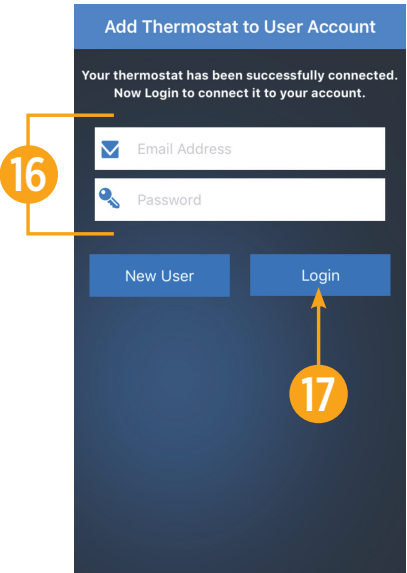 Add Thermostat to User Account
Your thermostat has been successfully connected.
Now Login to connect it to your account.
16
Email Address
Password
New User
Login
17